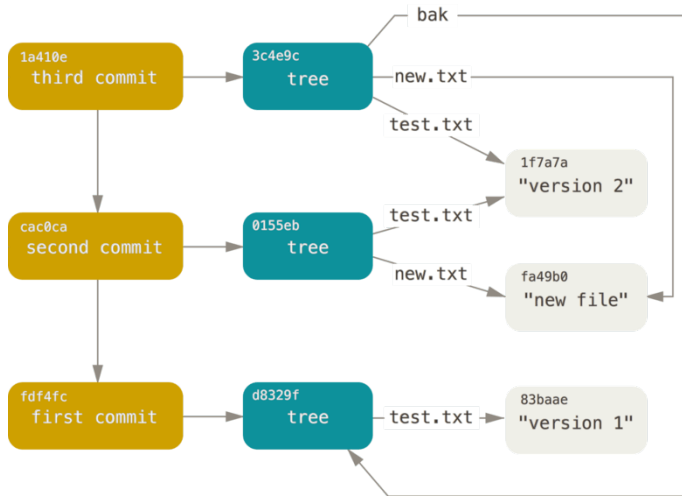 bak
1a410e
third commit
3c4e9c
tree
new.txt
test.txt
1f7a7a
"version 2"
cac0ca
second commit
0155eb
tree
test.txt
new.txt
fa49b0
"new file"
fdf4fc
first commit
d8329f
tree
test.txt
83baae
"version 1"